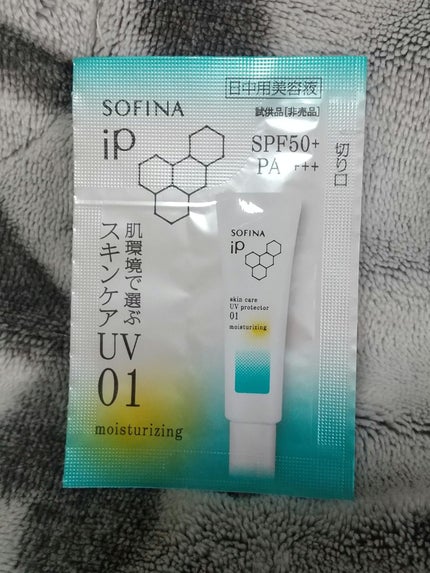 日中用美容液
SOFINA
iP
試供品[非売品]
SPF50+
切り口
肌環境で選ぶ
スキンケアUV
01
moisturizing
SOFINA
iP
skin care
UV protector
01
moisturizing